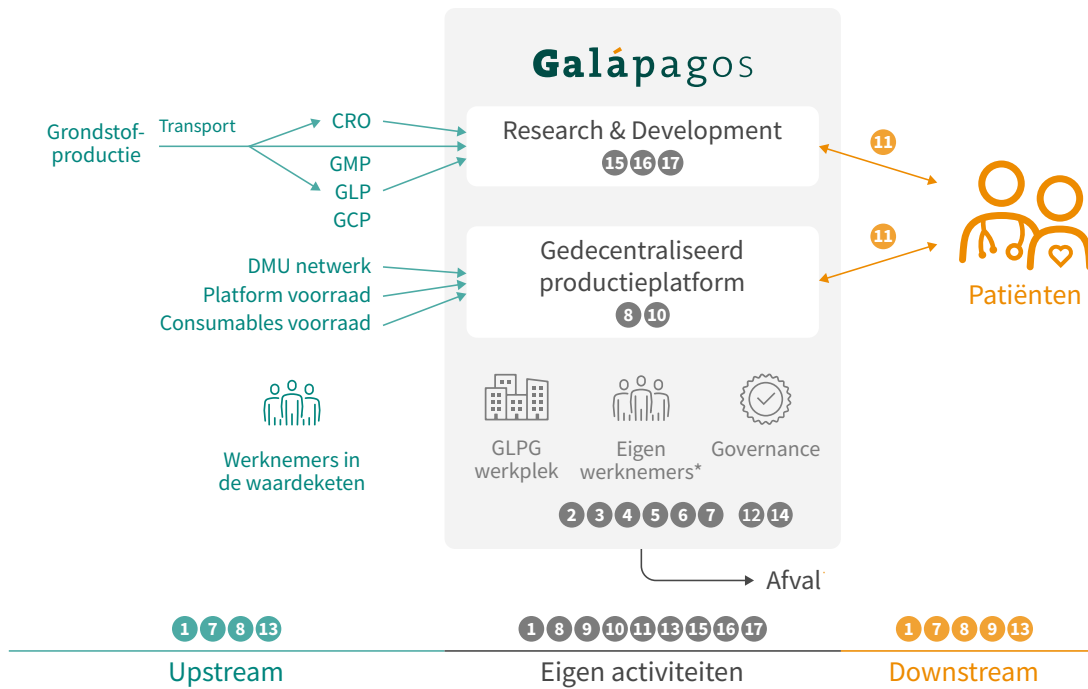 Galápagos
Grondstof-
productie
Transport
CRO
GMP
GLP
GCP
Research & Development
15 16 17
11
DMU netwerk
Platform voorraad
Consumables voorraad
Gedecentraliseerd
productieplatform
8 10
11
Patiënten
Werknemers in
de waardeketen
GLPG
werkplek
Eigen
werknemers*
Governance
2 3 4 5 6 7 12 14
Afval
1 7 8 13
1 8 9 10 11 13 15 16 17
1 7 8 9 13
Upstream
Eigen activiteiten
Downstream